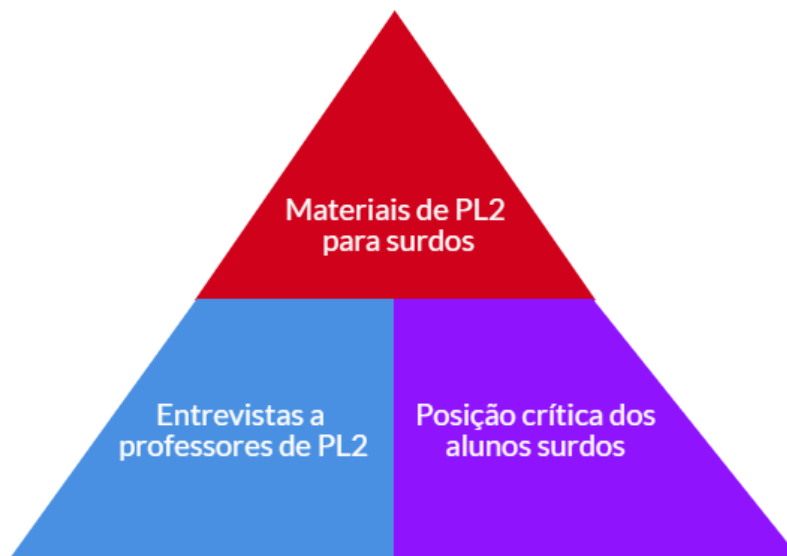 Materiais de PL2
para surdos
Entrevistas a
professores de PL2
Posição crítica dos
alunos surdos